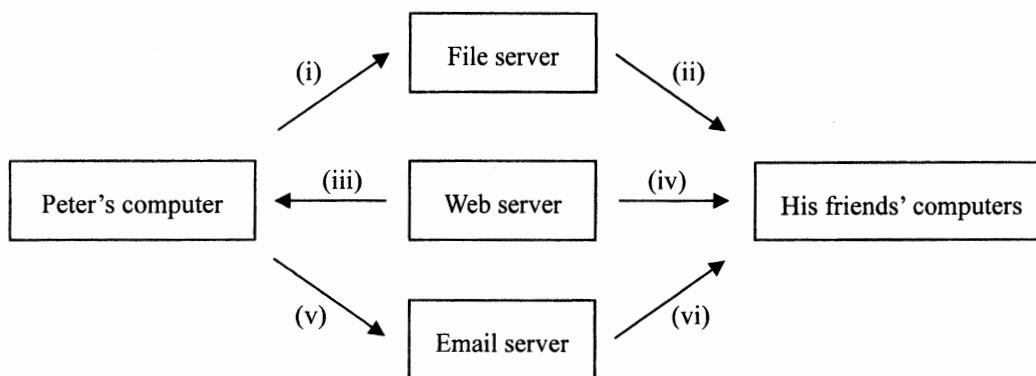 File server
(i)
(ii)
Peter’s computer
(iii)
Web server
(iv)
His friends’ computers
(v)
Email server
(vi)